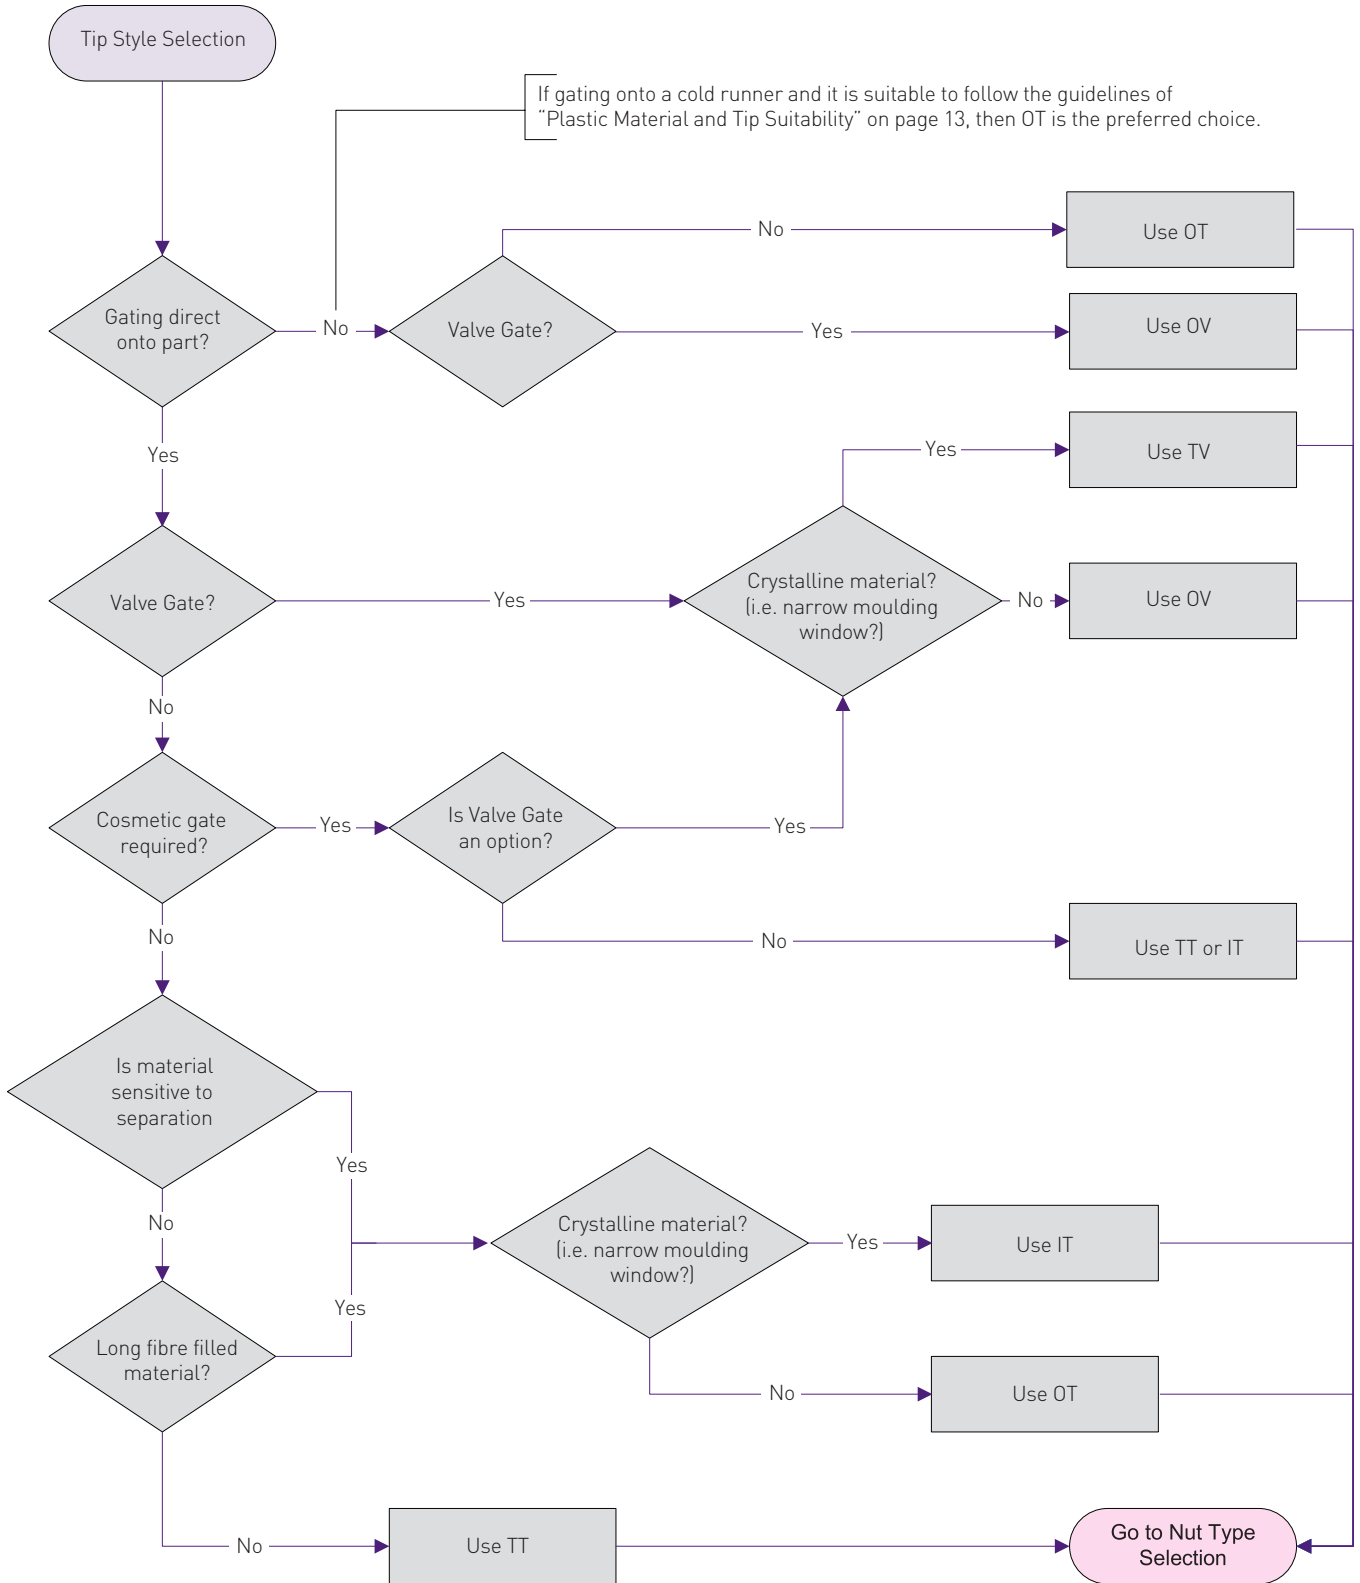 Tip Style Selection
If gating onto a cold runner and it is suitable to follow the guidelines of
“Plastic Material and Tip Suitability” on page 13, then OT is the preferred choice.
No
Use OT
Gating direct
onto part?
No
Valve Gate?
Yes
Use OV
Yes
Yes
Use TV
Valve Gate?
Yes
Crystalline material?
(i.e. narrow moulding
window?)
No
Use OV
No
Cosmetic gate
required?
Yes
Is Valve Gate
an option?
Yes
No
No
Use TT or IT
Is material
sensitive to
separation
Yes
No
Crystalline material?
(i.e. narrow moulding
window?)
Yes
Use IT
Yes
Long fibre filled
material?
No
Use OT
No
Use TT
Go to Nut Type
Selection